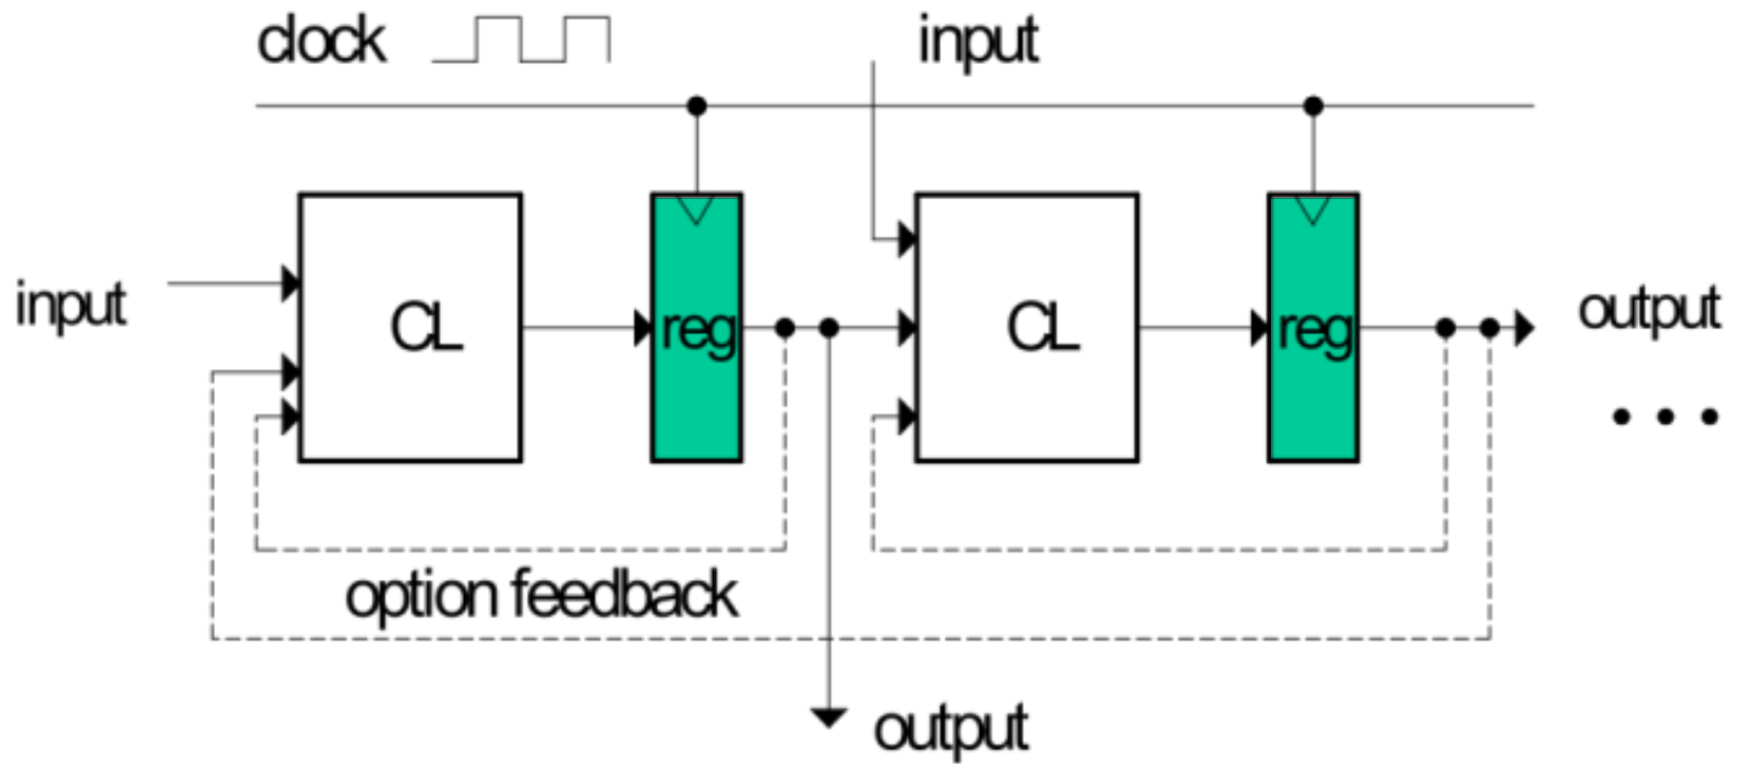 clock
input
input
CL
reg
CL
reg
output
option feedback
output